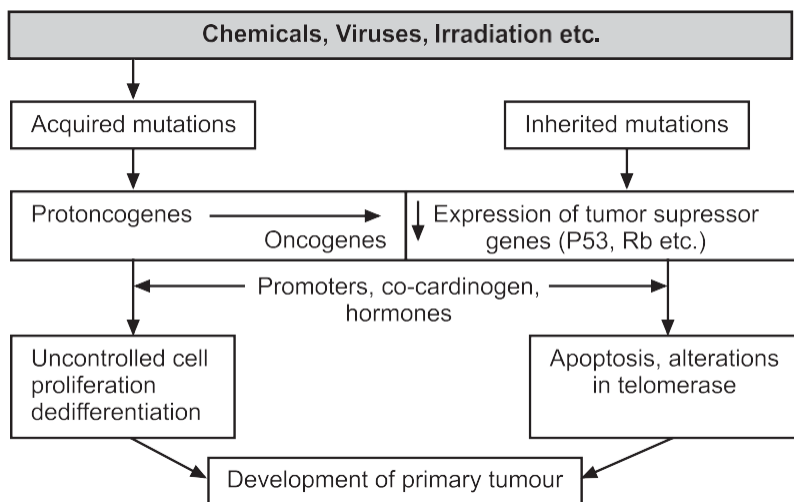 Chemicals, Viruses, Irradiation etc.
Acquired mutations
Inherited mutations
Protoncogenes
Oncogenes
Expression of tumor supressor
genes (P53, Rb etc.)
Promoters, co-cardinogen,
hormones
Uncontrolled cell
proliferation
dedifferentiation
Apoptosis, alterations
in telomerase
Development of primary tumour